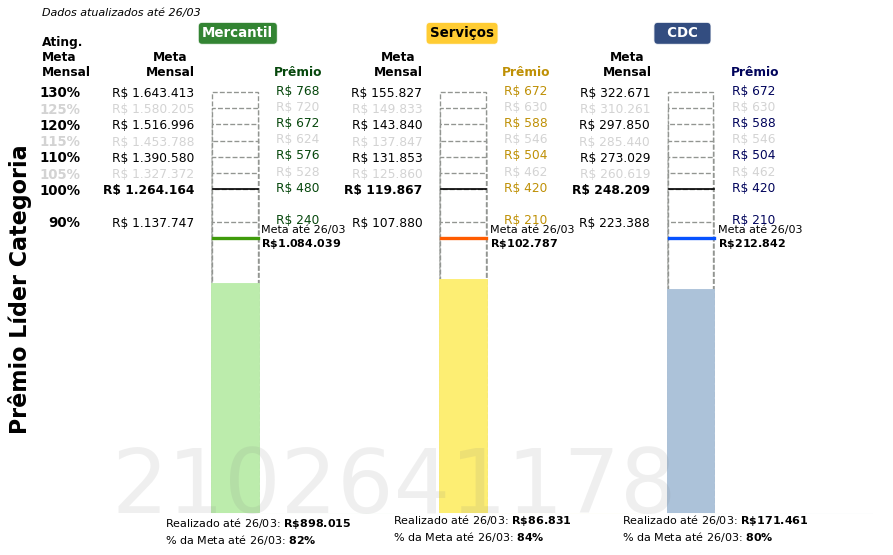 Dados atualizados até 26/03
Mercantil Serviços CDC
Ating.
Meta Meta Meta Meta
Mensal Mensal Prêmio Mensal Prêmio Mensal Prêmio
130% R$ 1.643.413 R$ 768 R$ 155.827 R$ 672 R$ 322.671 R$ 672
125% R$ 1.580.205 R$ 720 R$ 149.833 R$ 630 R$ 310.261 R$ 630
120% R$ 1.516.996 R$ 672 R$ 143.840 R$ 588 R$ 297.850 R$ 588
115% R$ 1.453.788 R$ 624 R$ 137.847 R$ 546 R$ 285.440 R$ 546
110% R$ 1.390.580 R$ 576 R$ 131.853 R$ 504 R$ 273.029 R$ 504
105% R$ 1.327.372 R$ 528 R$ 125.860 R$ 462 R$ 260.619 R$ 462
100% R$ 1.264.164 R$ 480 R$ 119.867 R$ 420 R$ 248.209 R$ 420
90% R$ 1.137.747 R$ 240 R$ 107.880 R$ 210 R$ 223.388 R$ 210
Meta até 26/03 Meta até 26/03 Meta até 26/03
R$1.084.039 R$102.787 R$212.842
Prêmio Líder Categoria
2102641178
Realizado até 26/03: R$898.015 Realizado até 26/03: R$86.831 Realizado até 26/03: R$171.461
% da Meta até 26/03: 82% % da Meta até 26/03: 84% % da Meta até 26/03: 80%